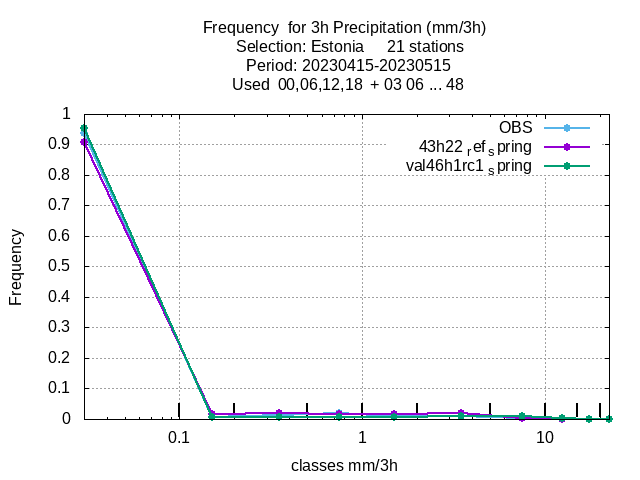 Frequency for 3h Precipitation (mm/3h)
Selection: Estonia 21 stations
Period: 20230415-20230515
Used 00,06,12,18 + 03 06 ... 48
OBS
43h22 ref spring
val46h1rc1 spring
1
0.9
0.8
0.7
0.6
0.5
0.4
0.3
0.2
0.1
0
Frequency
0.1 1 10
classes mm/3h